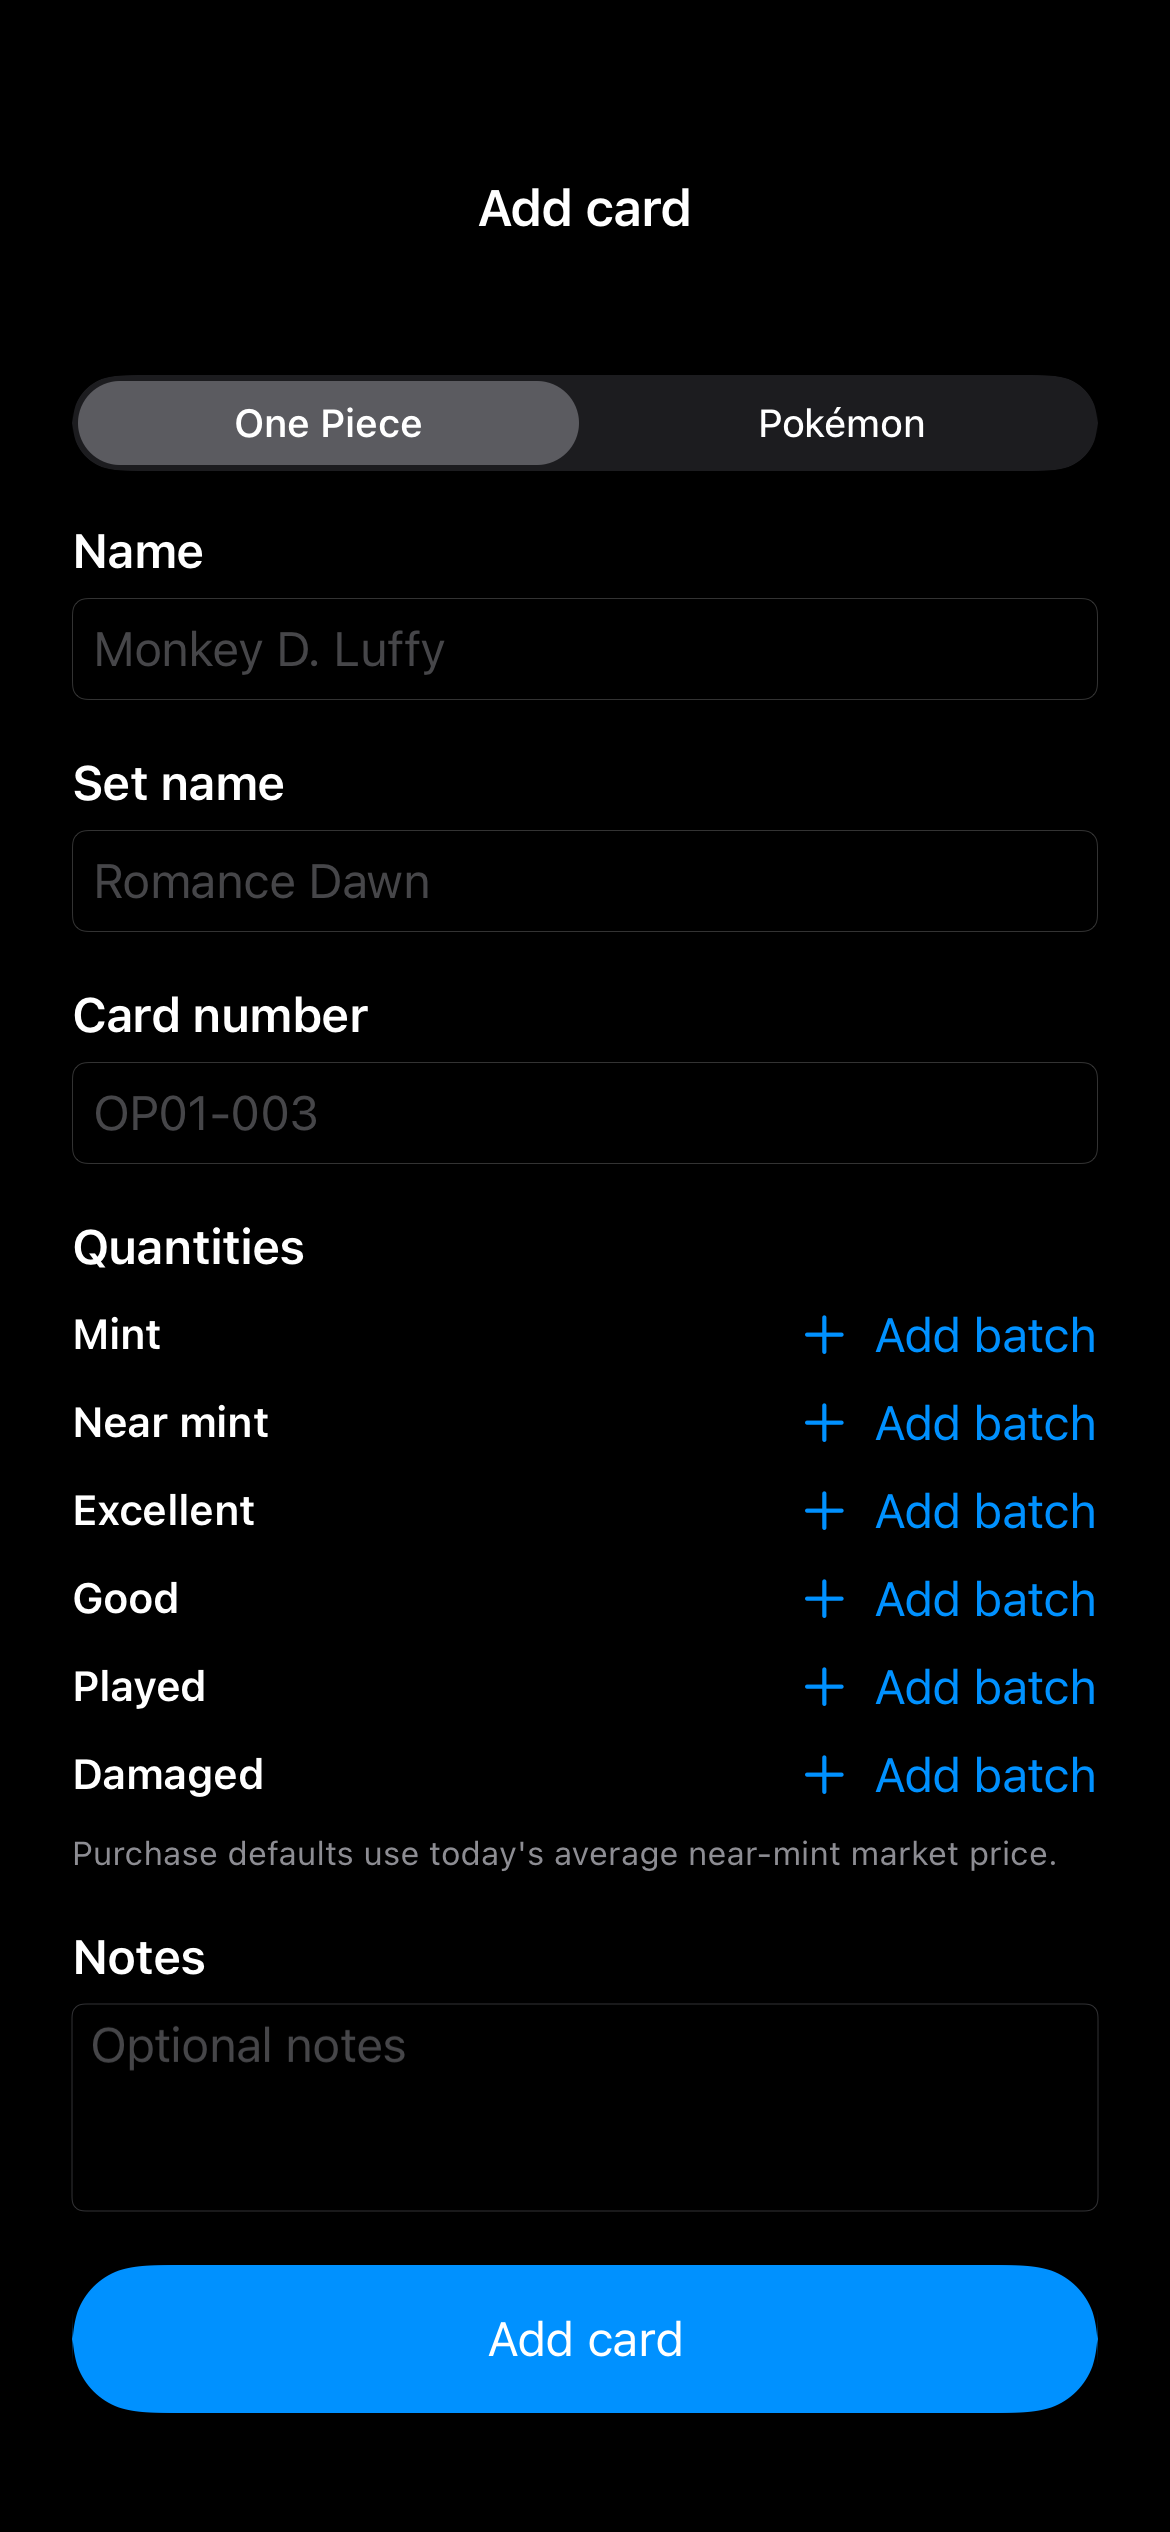 Add card
One Piece Pokémon
Name
Monkey D. Luffy
Set name
Romance Dawn
Card number
OP01-003
Quantities
Mint + Add batch
Near mint + Add batch
Excellent + Add batch
Good + Add batch
Played + Add batch
Damaged + Add batch
Purchase defaults use today's average near-mint market price.
Notes
Optional notes
Add card